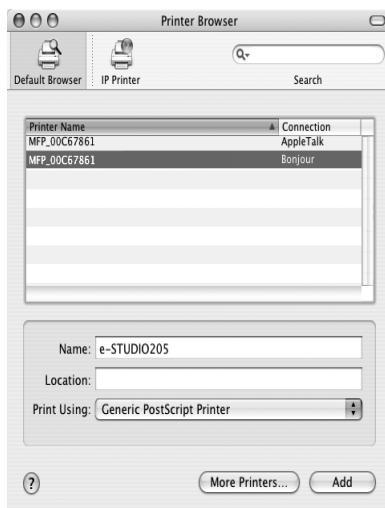 Printer Browser
Default Browser
IP Printer
Q
Search
Printer Name Connection
MFP_00C67861 AppleTalk
MFP_00C67861 Bonjour
Name: e-STUDIO205
Location:
Print Using: Generic PostScript Printer
? More Printers... Add